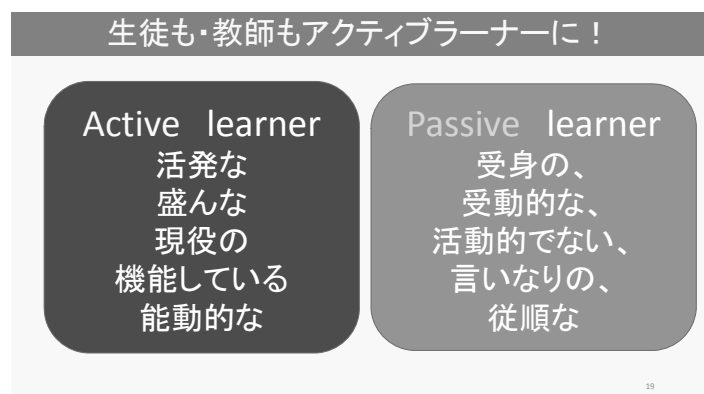 生徒も・教師もアクティブラーナーに！
Active learner
活発な
盛んな
現役の
機能している
能動的な
Passive learner
受身の、
受動的な、
活動的でない、
言いなりの、
従順な
19